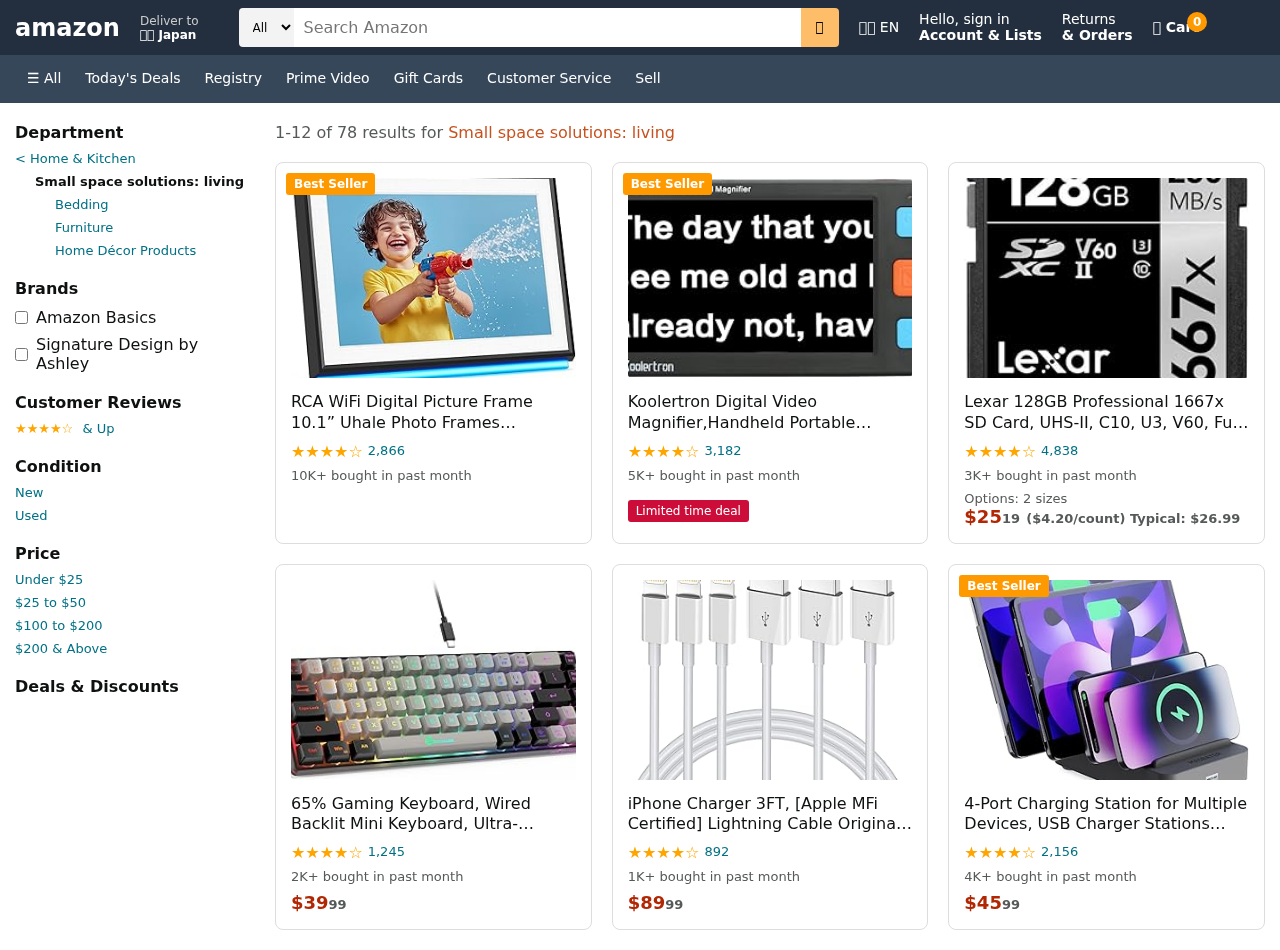 amazon
Deliver to
Japan
All
Search Amazon
EN
Hello, sign in
Account & Lists
Returns
& Orders
0
☰ All
Today's Deals
Registry
Prime Video
Gift Cards
Customer Service
Sell
Department
< Home & Kitchen
Small space solutions: living
Bedding
Furniture
Home Décor Products
Brands
Amazon Basics
Signature Design by
Ashley
Customer Reviews
★★★★☆ & Up
Condition
New
Used
Price
Under $25
$25 to $50
$100 to $200
$200 & Above
Deals & Discounts
1-12 of 78 results for Small space solutions: living
Best Seller
RCA WiFi Digital Picture Frame
10.1” Uhale Photo Frames…
★★★★☆ 2,866
10K+ bought in past month
Best Seller
Magnifier
The day that you
see me old and
already not, hav
Koolertron
Koolertron Digital Video
Magnifier,Handheld Portable…
★★★★☆ 3,182
5K+ bought in past month
Limited time deal
128GB
MB/s
SD XC II V60 U3 C10
Lexar
1667x
Lexar 128GB Professional 1667x
SD Card, UHS-II, C10, U3, V60, Fu…
★★★★☆ 4,838
3K+ bought in past month
Options: 2 sizes
$25 19 ($4.20/count) Typical: $26.99
65% Gaming Keyboard, Wired
Backlit Mini Keyboard, Ultra-…
★★★★☆ 1,245
2K+ bought in past month
$39 99
iPhone Charger 3FT, [Apple MFi
Certified] Lightning Cable Origina…
★★★★☆ 892
1K+ bought in past month
$89 99
Best Seller
4-Port Charging Station for Multiple
Devices, USB Charger Stations…
★★★★☆ 2,156
4K+ bought in past month
$45 99